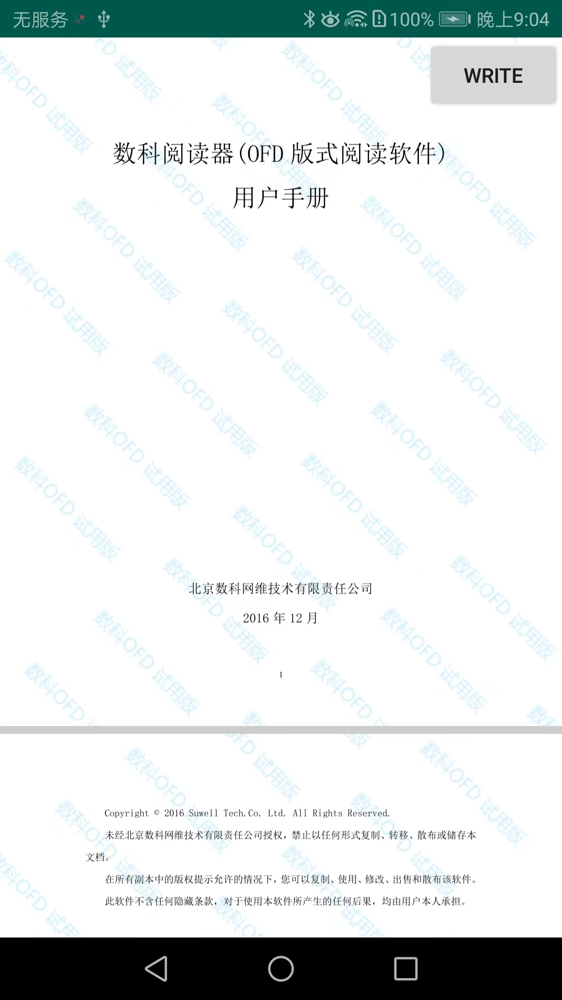 无服务 100% 晚上9:04
WRITE
数科阅读器(OFD 版式阅读软件)
用户手册
北京数科网维技术有限责任公司
2016 年 12 月
1
Copyright © 2016 Suwell Tech.Co. Ltd. All Rights Reserved.
未经北京数科网维技术有限责任公司授权，禁止以任何形式复制、转移、散布或储存本
文档。
在所有副本中的版权提示允许的情况下，您可以复制、使用、修改、出售和散布该软件。
此软件不含任何隐藏条款，对于使用本软件所产生的任何后果，均由用户本人承担。
数科OFD 试用版